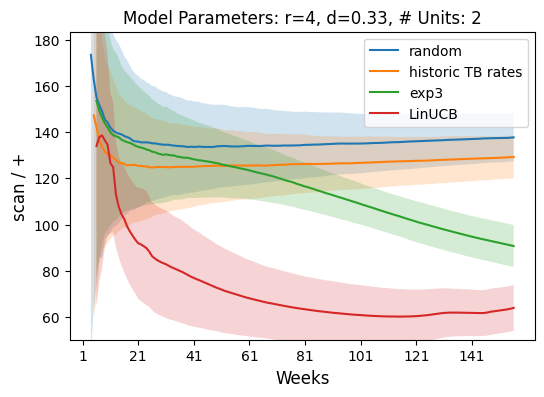 Model Parameters: r=4, d=0.33, # Units: 2
random
historic TB rates
exp3
LinUCB
scan / +
180
160
140
120
100
80
60
1 21 41 61 81 101 121 141
Weeks